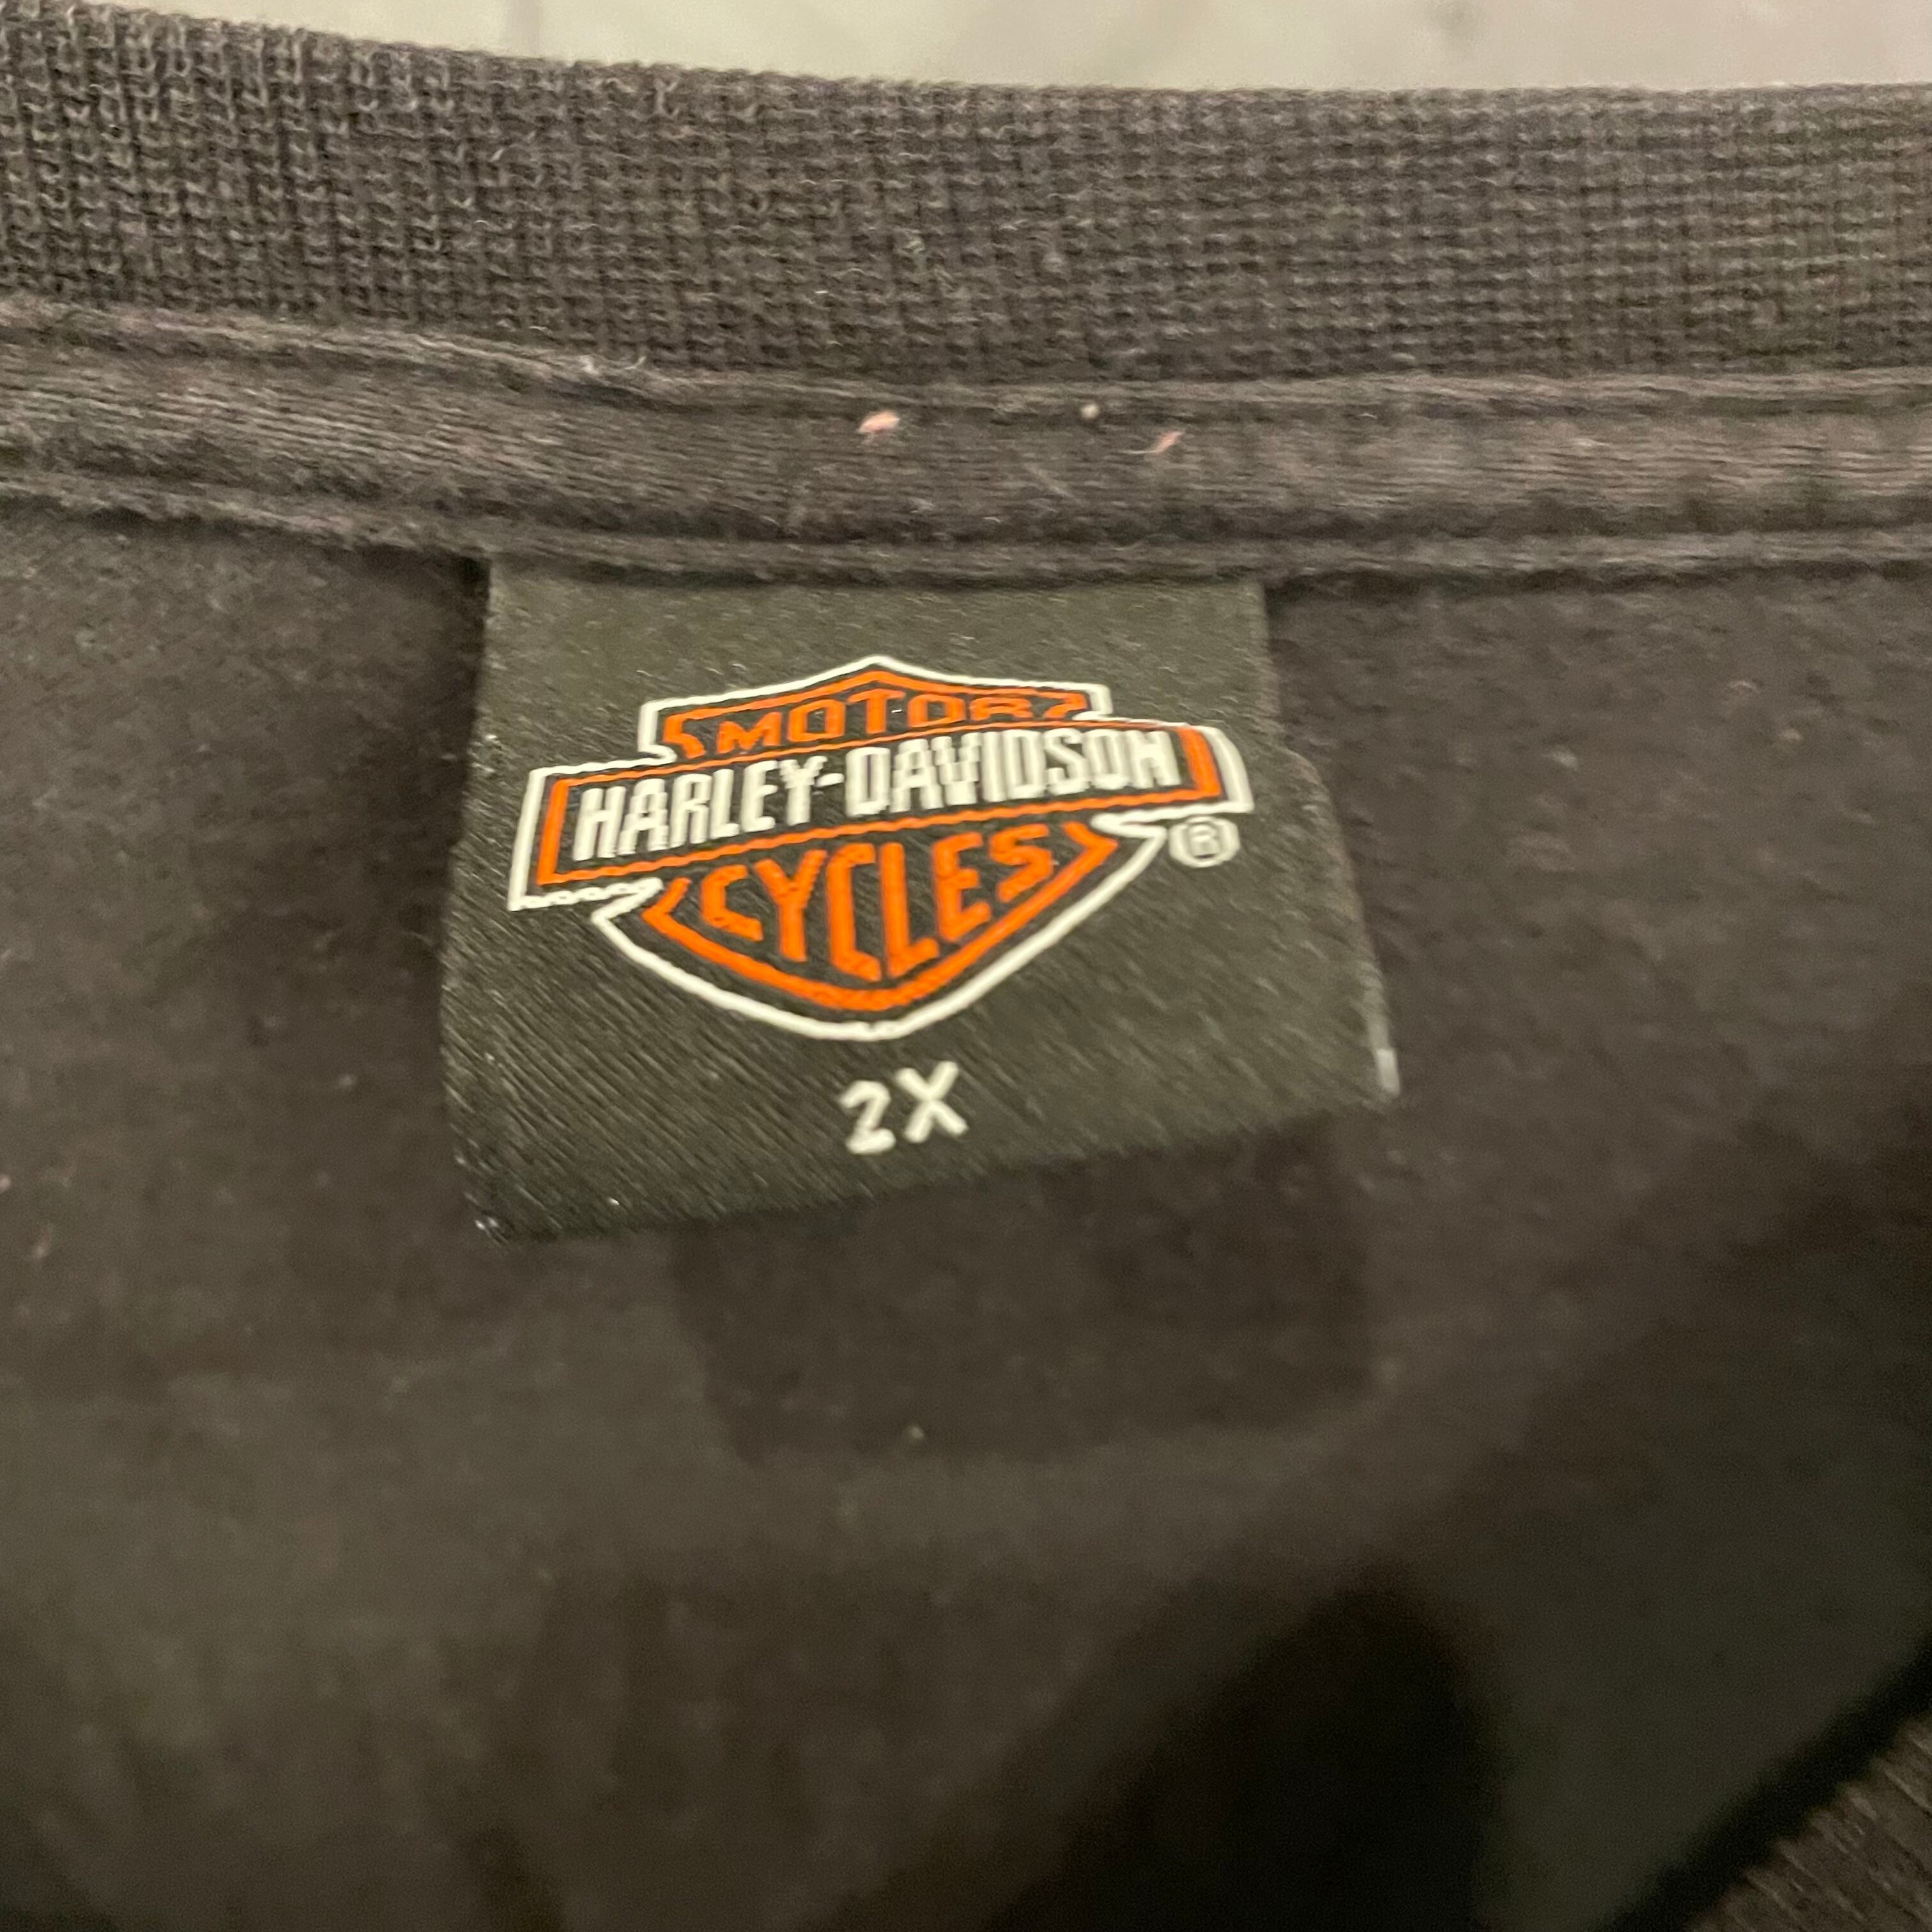 MOTOR
HARLEY-DAVIDSON
CYCLES
®
2X